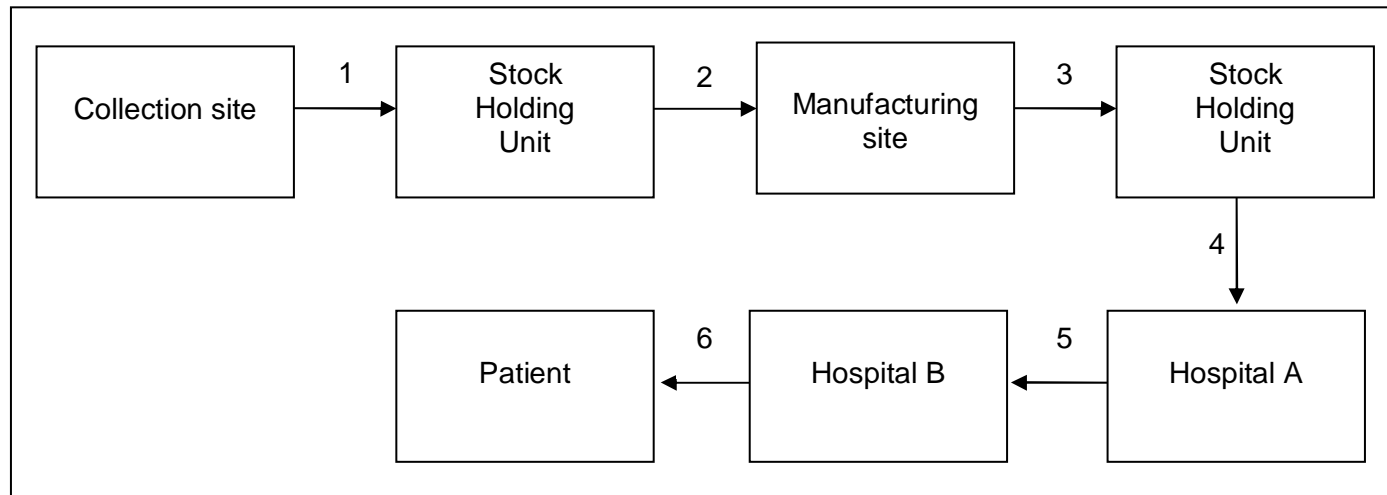 Collection site
1
Stock
Holding
Unit
2
Manufacturing
site
3
Stock
Holding
Unit
4
Hospital A
5
Hospital B
6
Patient